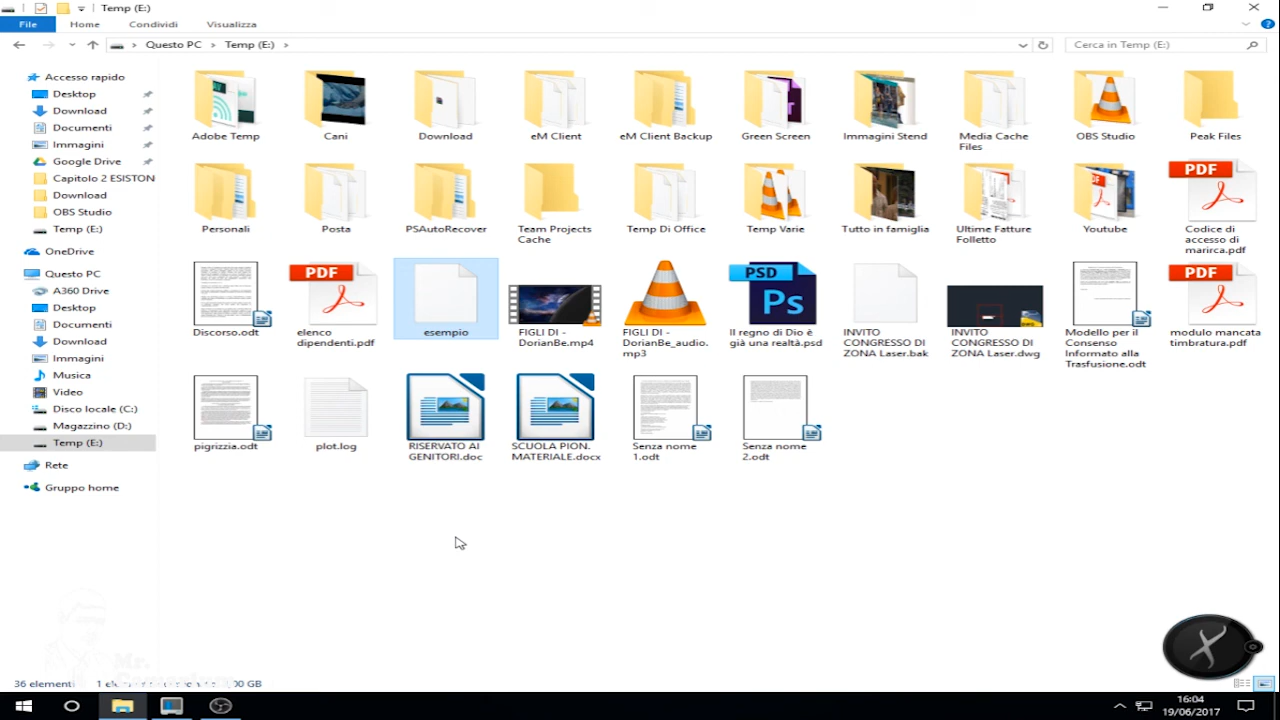 Temp (E:)
File Home Condividi Visualizza
Questo PC Temp (E:) Cerca in Temp (E:)
Accesso rapido
Desktop
Download
Documenti
Immagini
Google Drive
Capitolo 2 ESISTON
Download
OBS Studio
Temp (E:)
OneDrive
Questo PC
A360 Drive
Desktop
Documenti
Download
Immagini
Musica
Video
Disco locale (C:)
Magazzino (D:)
Temp (E:)
Rete
Gruppo home
Adobe Temp
Cani
Download
eM Client
eM Client Backup
Green Screen
Immagini Stend
Media Cache
Files
OBS Studio
Peak Files
Personali
Posta
PSAutoRecover
Team Projects
Cache
Temp Di Office
Temp Varie
Tutto in famiglia
Ultime Fatture
Folletto
Youtube
PDF
Codice di
accesso di
marirca.pdf
Discorso.odt
PDF
elenco
dipendenti.pdf
esempio
FIGLI DI -
DorianBe.mp4
FIGLI DI -
DorianBe_audio.
mp3
PSD
Ps
Il regno di Dio è
già una realtà.psd
INVITO
CONGRESSO DI
ZONA Laser.bak
INVITO
CONGRESSO DI
ZONA Laser.dwg
Modello per il
Consenso
Informato alla
Trasfusione.odt
PDF
modulo mancata
timbratura.pdf
pigrizzia.odt
plot.log
RISERVATO AI
GENITORI.doc
SCUOLA PION.
MATERIALE.docx
Senza nome
1.odt
Senza nome
2.odt
Mr.
36 elementi
16:04
19/06/2017